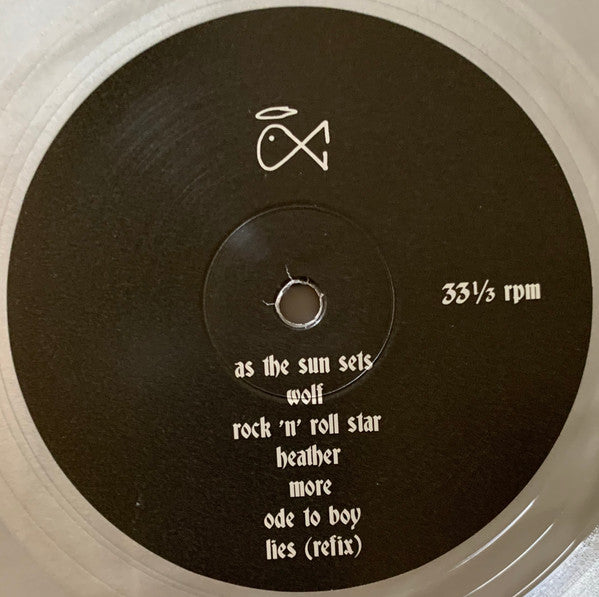 33⅓ rpm
as the sun sets
wolf
rock 'n' roll star
heather
more
ode to boy
lies (refix)